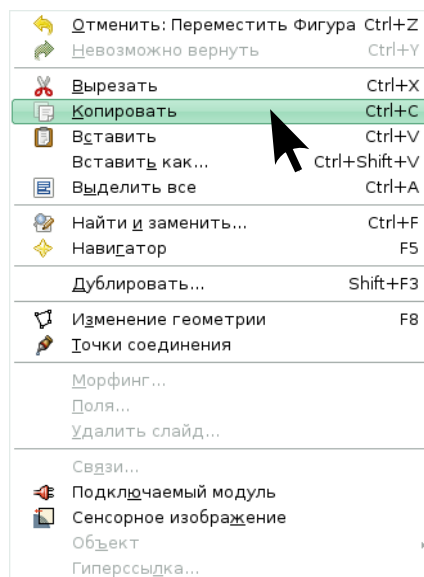 Отменить: Переместить Фигура Ctrl+Z
Невозможно вернуть Ctrl+Y
Вырезать Ctrl+X
Копировать Ctrl+C
Вставить Ctrl+V
Вставить как... Ctrl+Shift+V
Выделить все Ctrl+A
Найти и заменить... Ctrl+F
Навигатор F5
Дублировать... Shift+F3
Изменение геометрии F8
Точки соединения
Морфинг...
Поля...
Удалить слайд...
Связи...
Подключаемый модуль
Сенсорное изображение
Объект
Гиперссылка...